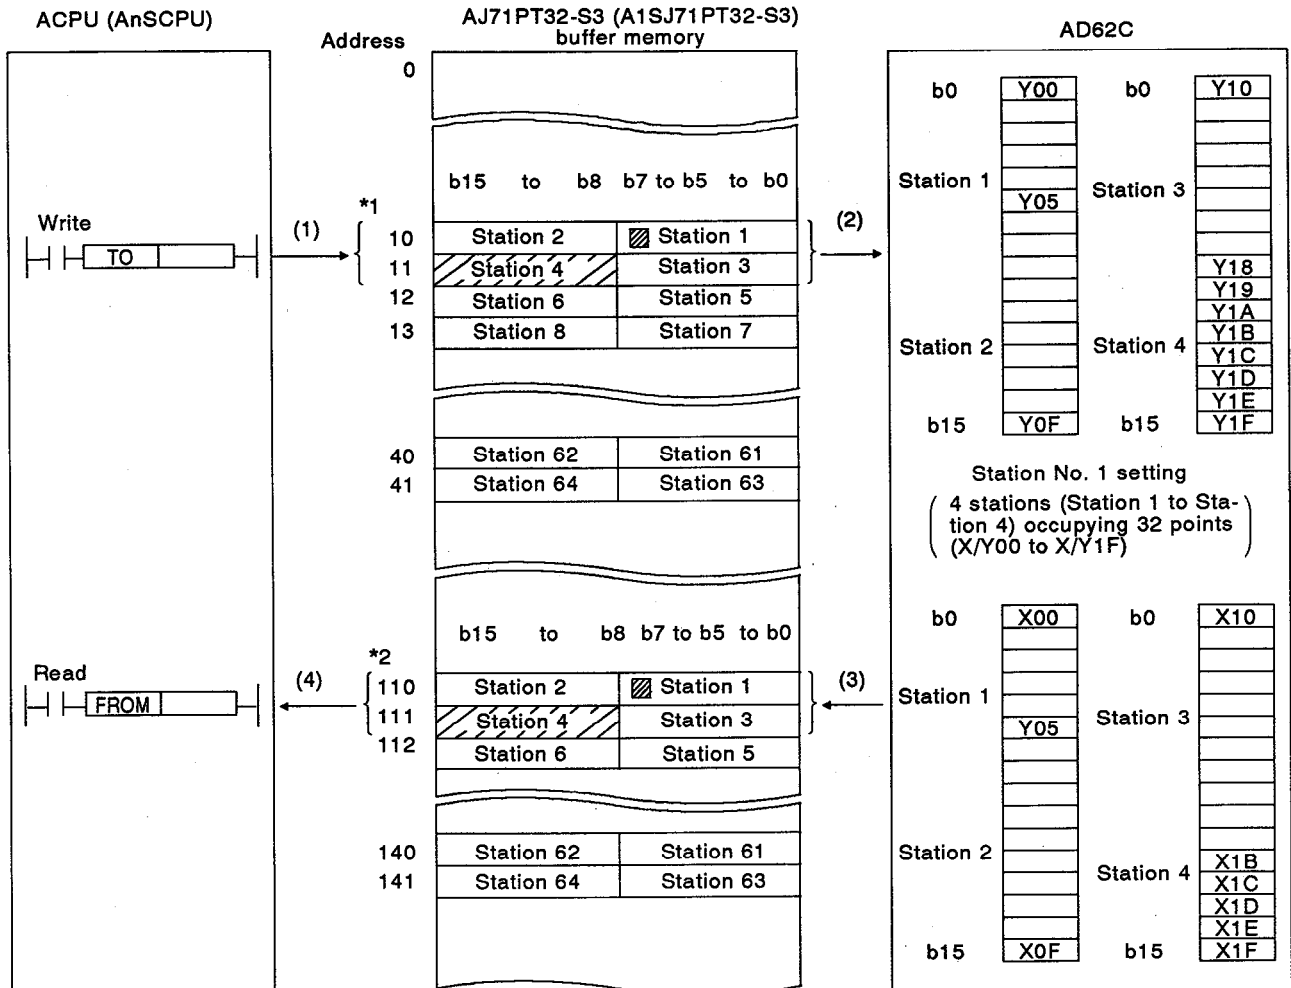 ACPU (AnSCPU)
AJ71PT32-S3 (A1SJ71PT32-S3)
buffer memory
AD62C
Address
0
b15 to b8 b7 to b5 to b0
Write
TO
(1)
*1
10 Station 2 Station 1
11 Station 4 Station 3
12 Station 6 Station 5
13 Station 8 Station 7
40 Station 62 Station 61
41 Station 64 Station 63
(2)
b0 Y00 b0 Y10
Station 1
Y05
Station 3
Y18
Y19
Y1A
Y1B
Station 2
Station 4
Y1C
Y1D
Y1E
b15 Y0F b15 Y1F
Station No. 1 setting
4 stations (Station 1 to Sta-
tion 4) occupying 32 points
(X/Y00 to X/Y1F)
b15 to b8 b7 to b5 to b0
Read
FROM
(4)
*2
110 Station 2 Station 1
111 Station 4 Station 3
112 Station 6 Station 5
140 Station 62 Station 61
141 Station 64 Station 63
(3)
b0 X00 b0 X10
Station 1
Station 3
Y05
Station 2
X1B
Station 4
X1C
X1D
X1E
b15 X0F b15 X1F